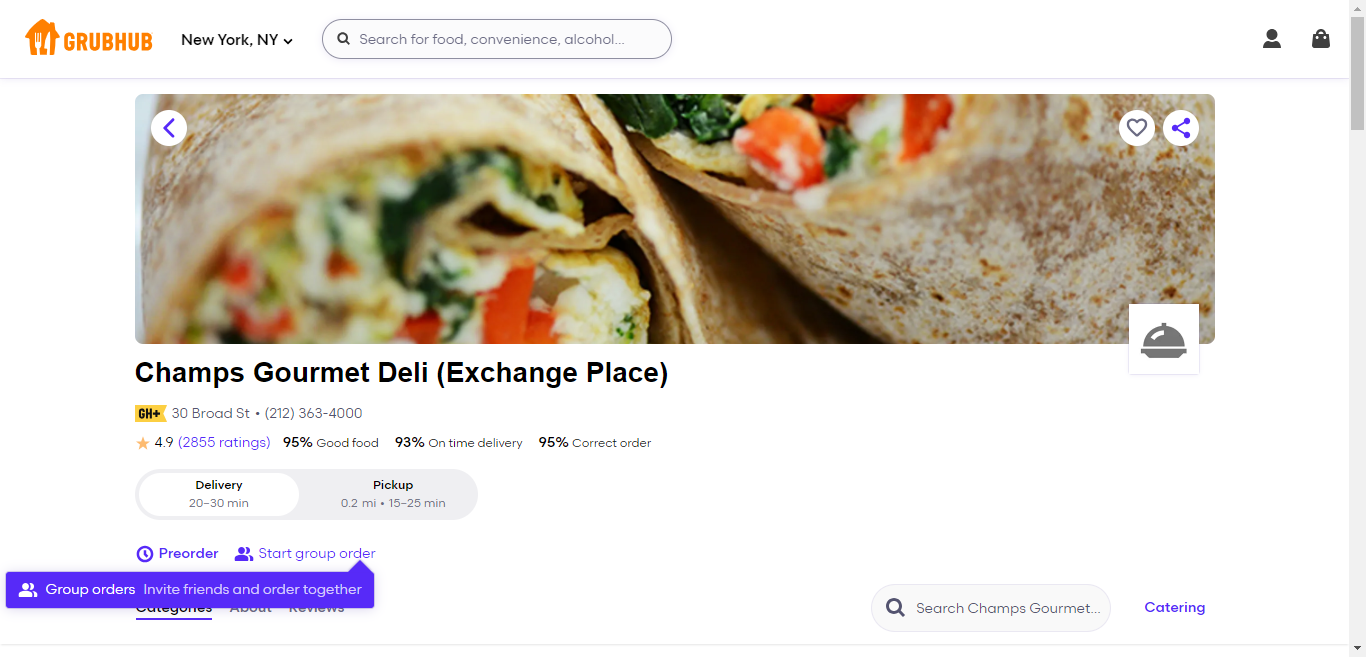 GRUBHUB
New York, NY
Search for food, convenience, alcohol...
Champs Gourmet Deli (Exchange Place)
GH+ 30 Broad St • (212) 363-4000
4.9 (2855 ratings) 95% Good food 93% On time delivery 95% Correct order
Delivery
20–30 min
Pickup
0.2 mi • 15–25 min
Preorder
Start group order
Group orders Invite friends and order together
Categories About Reviews
Search Champs Gourmet...
Catering